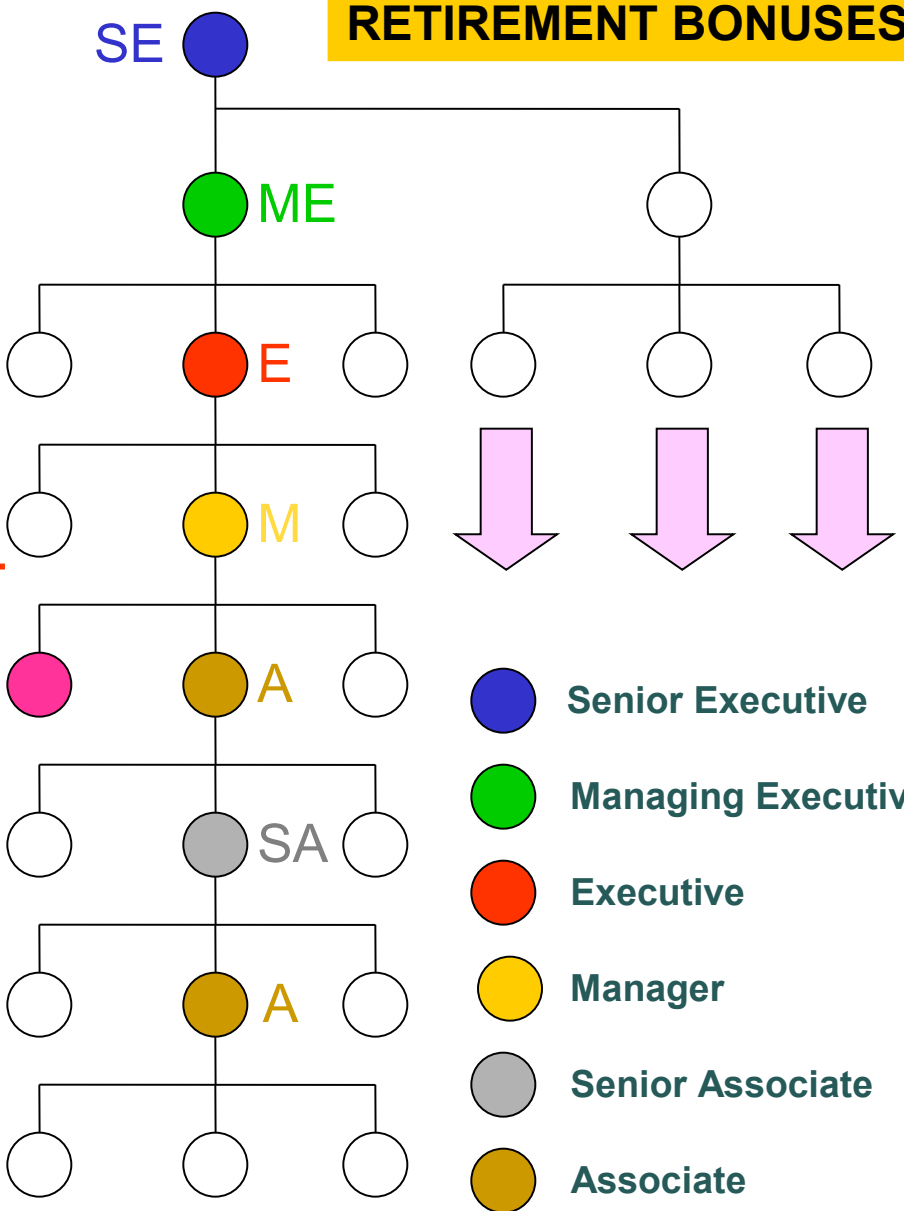 RETIREMENT BONUSES
SE
ME
E
M
A
SA
A
Senior Executive
Managing Executiv
Executive
Manager
Senior Associate
Associate